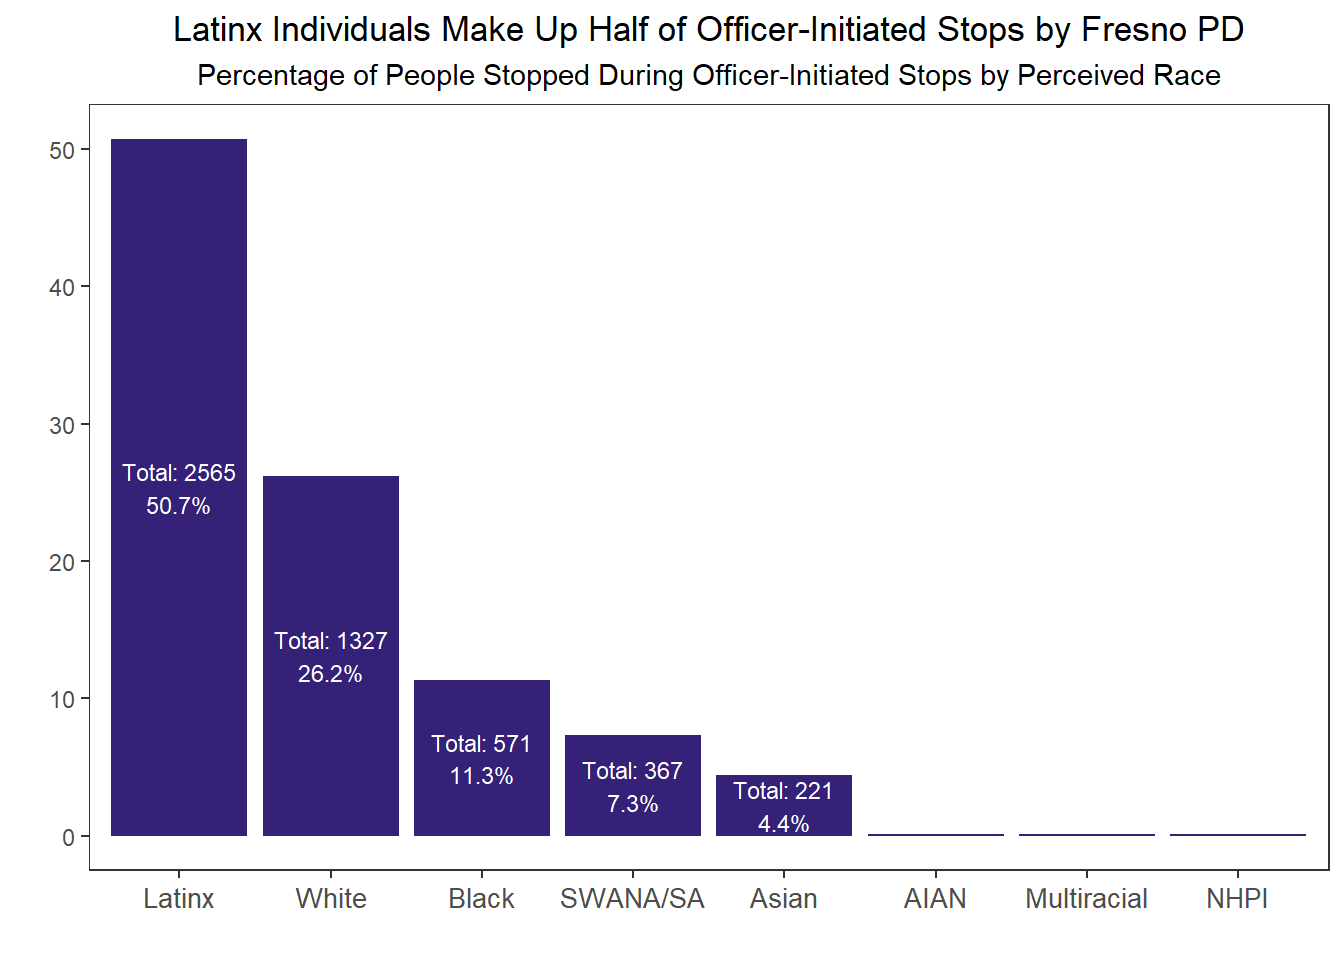 Latinx Individuals Make Up Half of Officer-Initiated Stops by Fresno PD
Percentage of People Stopped During Officer-Initiated Stops by Perceived Race
50
40
30
20
10
0
Total: 2565
50.7%
Total: 1327
26.2%
Total: 571
11.3%
Total: 367
7.3%
Total: 221
4.4%
Latinx
White
Black
SWANA/SA
Asian
AIAN
Multiracial
NHPI